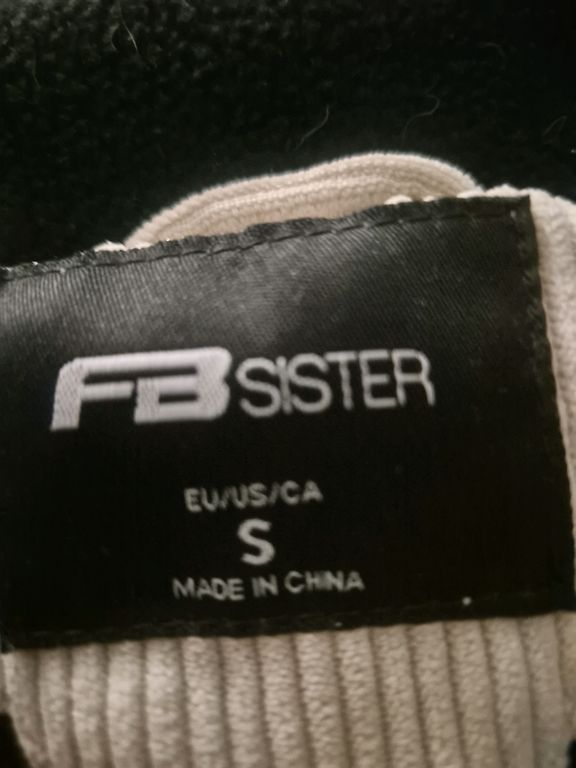 FB SISTER
EU/US/CA
S
MADE IN CHINA